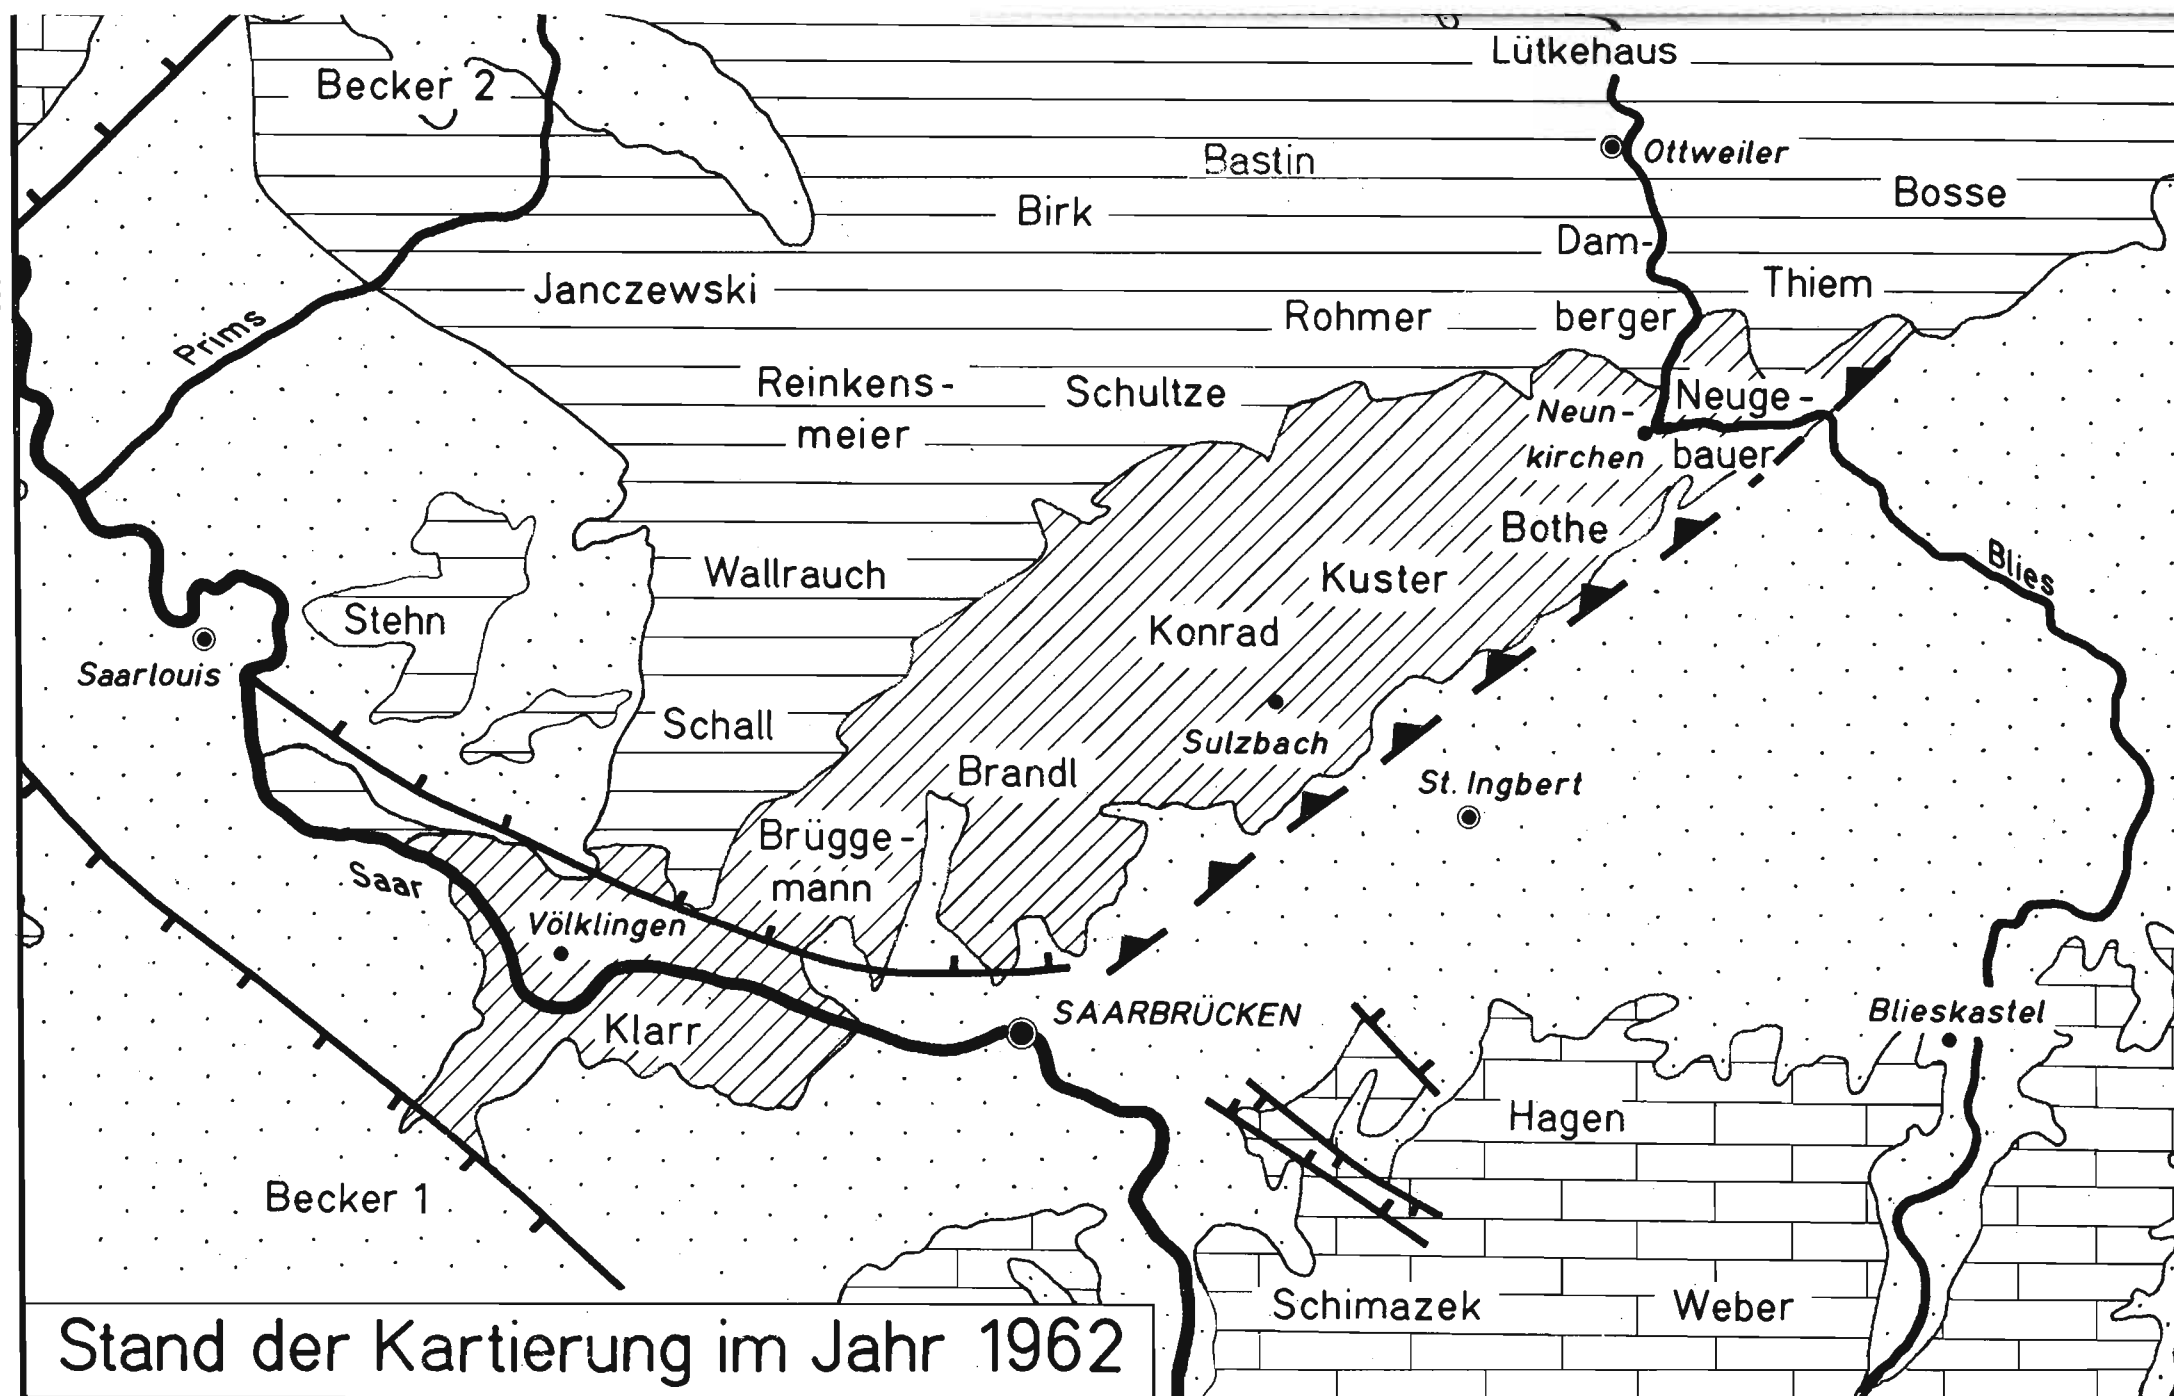 Lütkehaus
Becker 2
Ottweiler
Bastin
Bosse
Birk
Dam-
berger
Thiem
Janczewski
Rohmer
Prims
Reinkens-
meier
Schultze
Neuge-
bauer
Neun-
kirchen
Bothe
Blies
Wallrauch
Kuster
Stehn
Konrad
Saarlouis
Schall
Sulzbach
Brandl
St. Ingbert
Brügge-
mann
Saar
Völklingen
SAARBRÜCKEN
Blieskastel
Klarr
Hagen
Becker 1
Schimazek
Weber
Stand der Kartierung im Jahr 1962